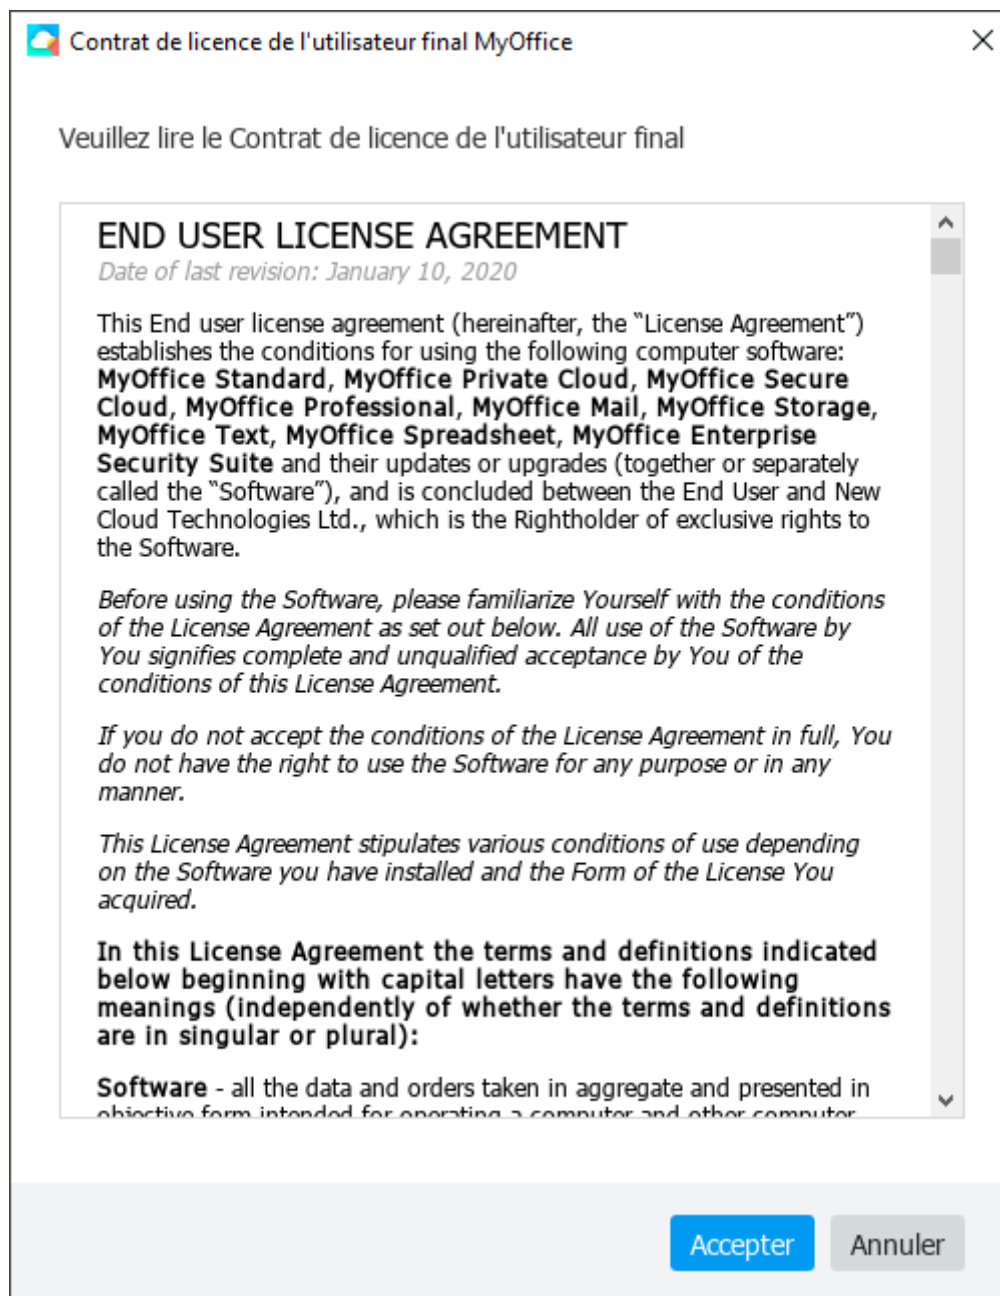 Contrat de licence de l'utilisateur final MyOffice
Veuillez lire le Contrat de licence de l'utilisateur final
END USER LICENSE AGREEMENT
Date of last revision: January 10, 2020
This End user license agreement (hereinafter, the “License Agreement”)
establishes the conditions for using the following computer software:
MyOffice Standard, MyOffice Private Cloud, MyOffice Secure
Cloud, MyOffice Professional, MyOffice Mail, MyOffice Storage,
MyOffice Text, MyOffice Spreadsheet, MyOffice Enterprise
Security Suite and their updates or upgrades (together or separately
called the “Software”), and is concluded between the End User and New
Cloud Technologies Ltd., which is the Rightholder of exclusive rights to
the Software.
Before using the Software, please familiarize Yourself with the conditions
of the License Agreement as set out below. All use of the Software by
You signifies complete and unqualified acceptance by You of the
conditions of this License Agreement.
If you do not accept the conditions of the License Agreement in full, You
do not have the right to use the Software for any purpose or in any
manner.
This License Agreement stipulates various conditions of use depending
on the Software you have installed and the Form of the License You
acquired.
In this License Agreement the terms and definitions indicated
below beginning with capital letters have the following
meanings (independently of whether the terms and definitions
are in singular or plural):
Software - all the data and orders taken in aggregate and presented in
objective form intended for operating a computer and other computer
Accepter
Annuler